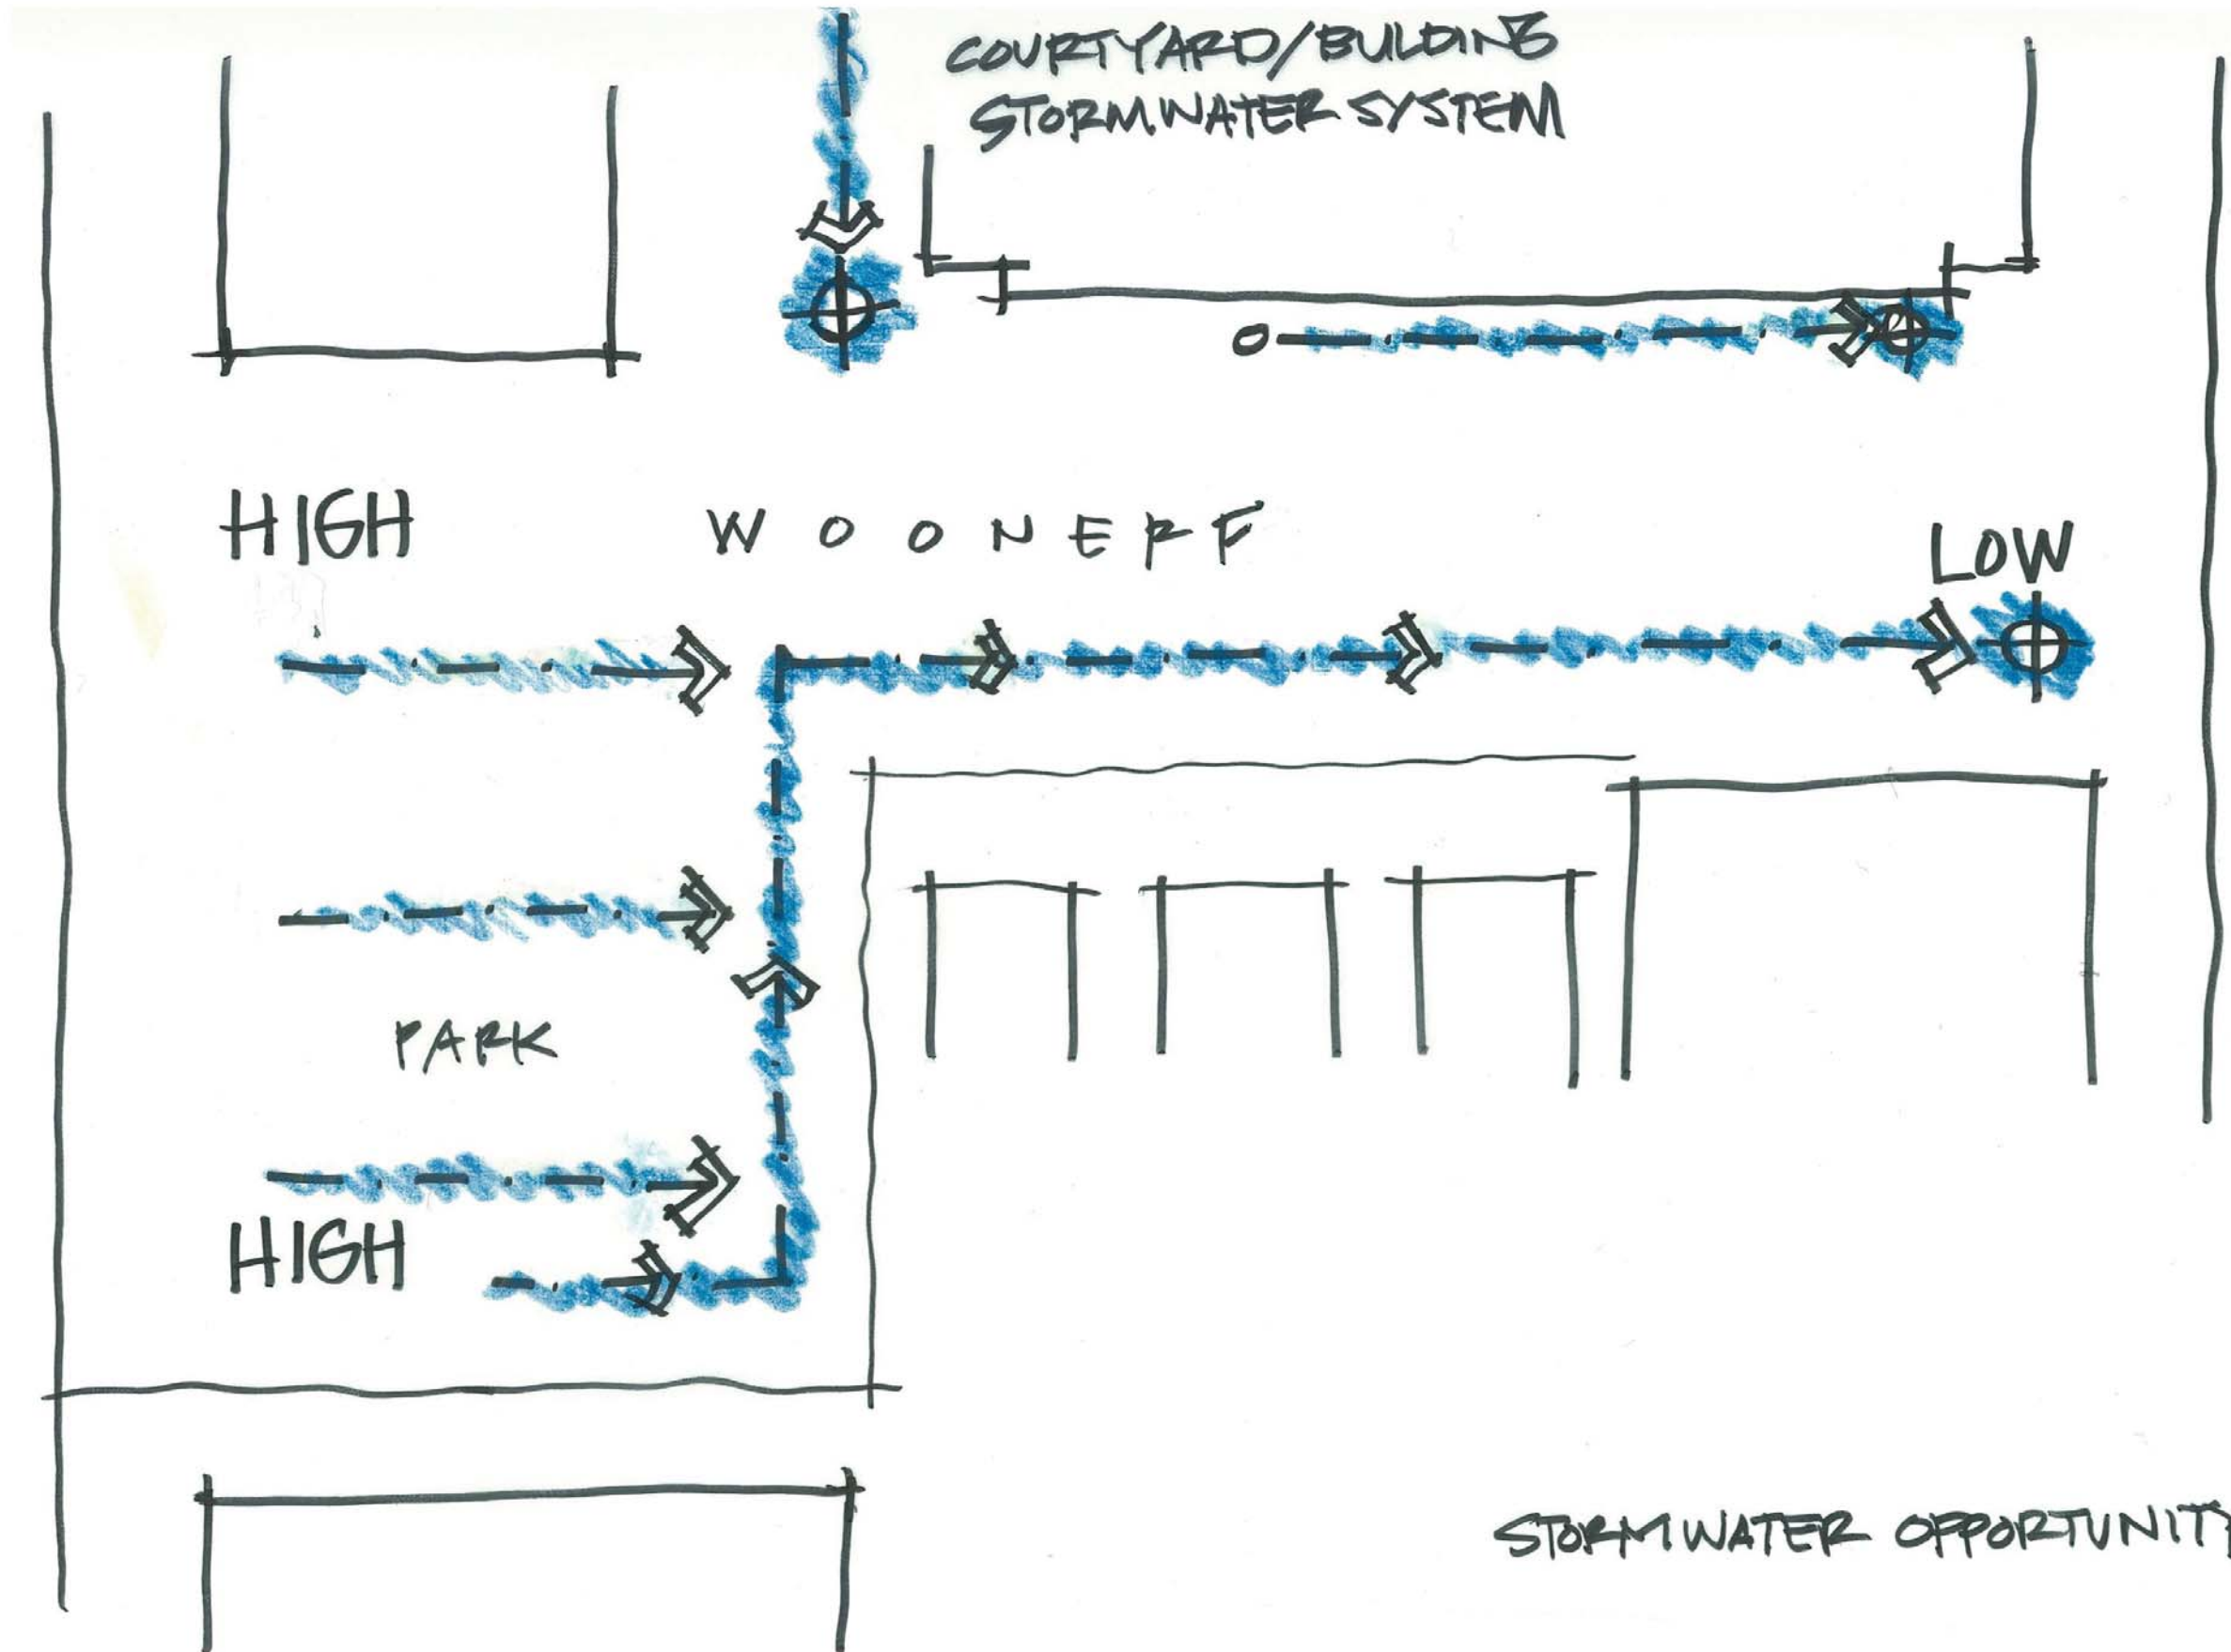 COURTYARD/BUILDING
STORMWATER SYSTEM
HIGH
WOONERF
LOW
PARK
HIGH
STORMWATER OPPORTUNITY